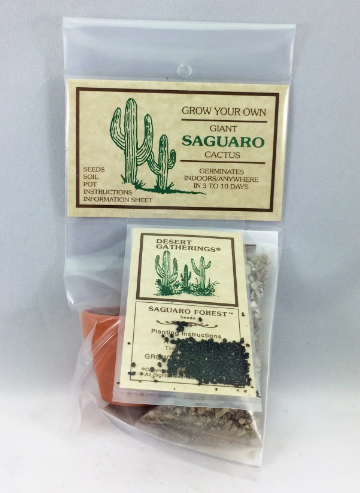 GROW YOUR OWN
GIANT
SAGUARO
CACTUS
GERMINATES
INDOORS/ANYWHERE
IN 3 TO 10 DAYS
SEEDS
SOIL
POT
INSTRUCTIONS
INFORMATION SHEET
DESERT
GATHERINGS®
SAGUARO FOREST™
Seeds
Planting Instructions